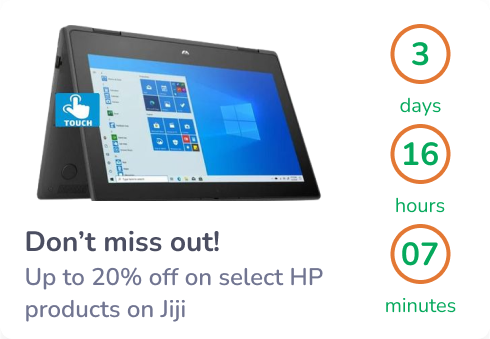 TOUCH
Don't miss out!
Up to 20% off on select HP
products on Jiji
3
days
16
hours
07
minutes